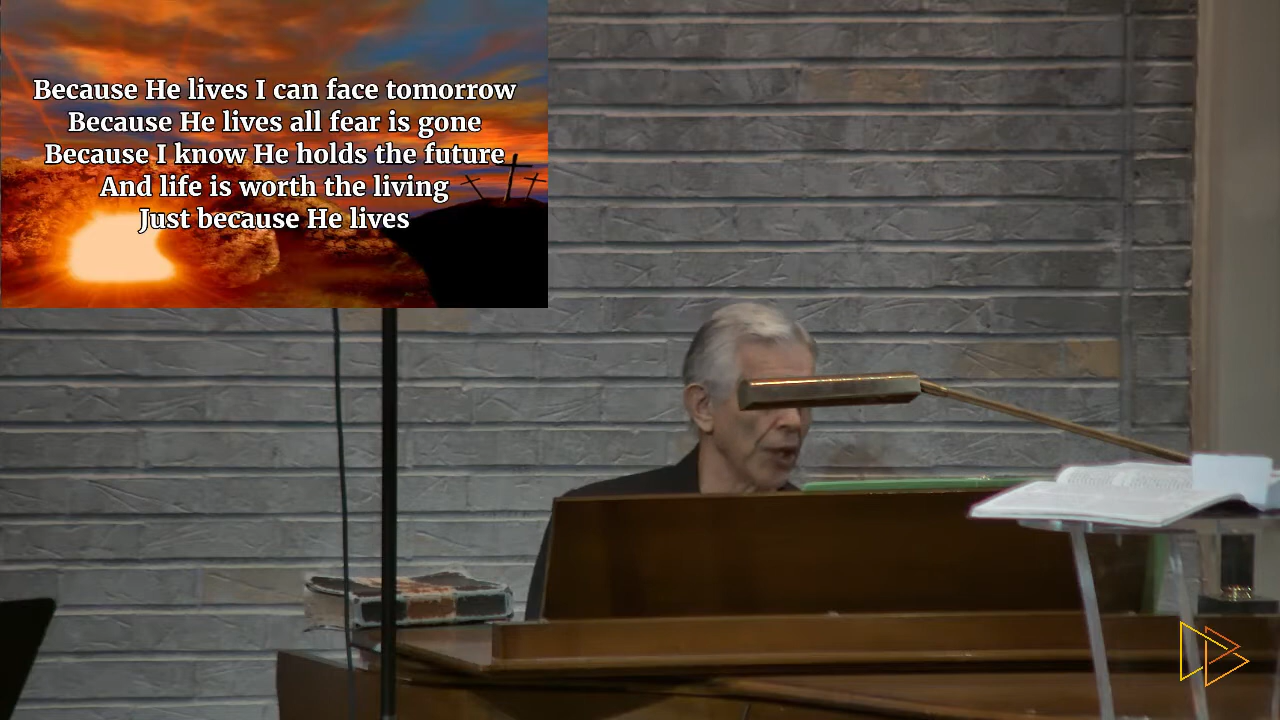 Because He lives I can face tomorrow
Because He lives all fear is gone
Because I know He holds the future
And life is worth the living
Just because He lives